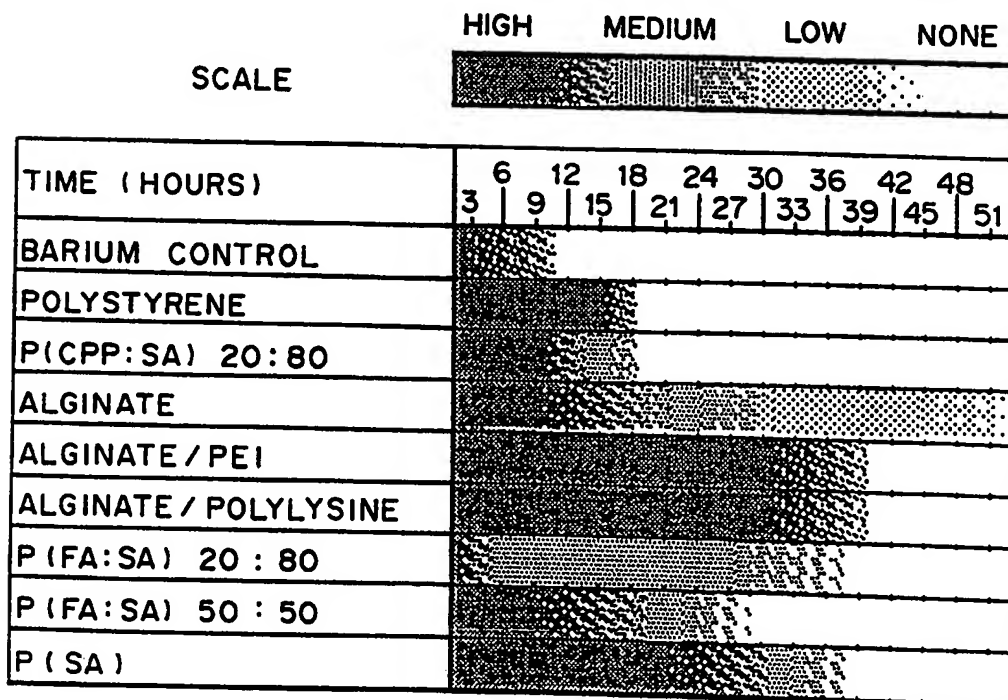 HIGH MEDIUM LOW NONE
SCALE
TIME (HOURS)
6 12 18 24 30 36 42 48
3 9 15 21 27 33 39 45 51
BARIUM CONTROL
POLYSTYRENE
P(CPP:SA) 20:80
ALGINATE
ALGINATE/PEI
ALGINATE/POLYLYSINE
P(FA:SA) 20:80
P(FA:SA) 50:50
P(SA)